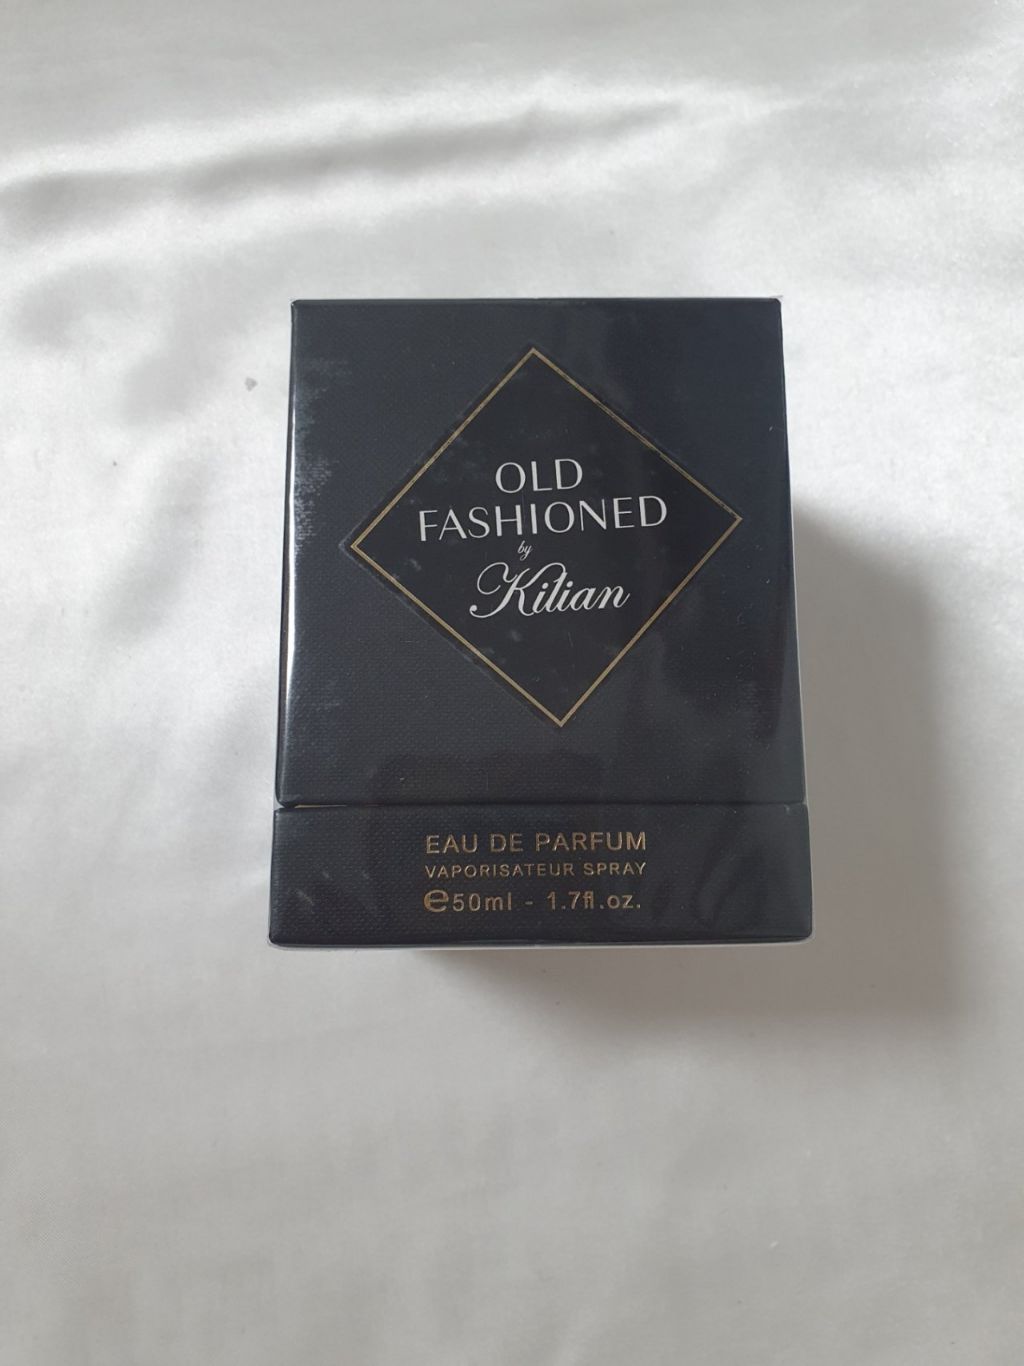 OLD
FASHIONED
by
Kilian
EAU DE PARFUM
VAPORISATEUR SPRAY
℮50ml - 1.7fl.oz.